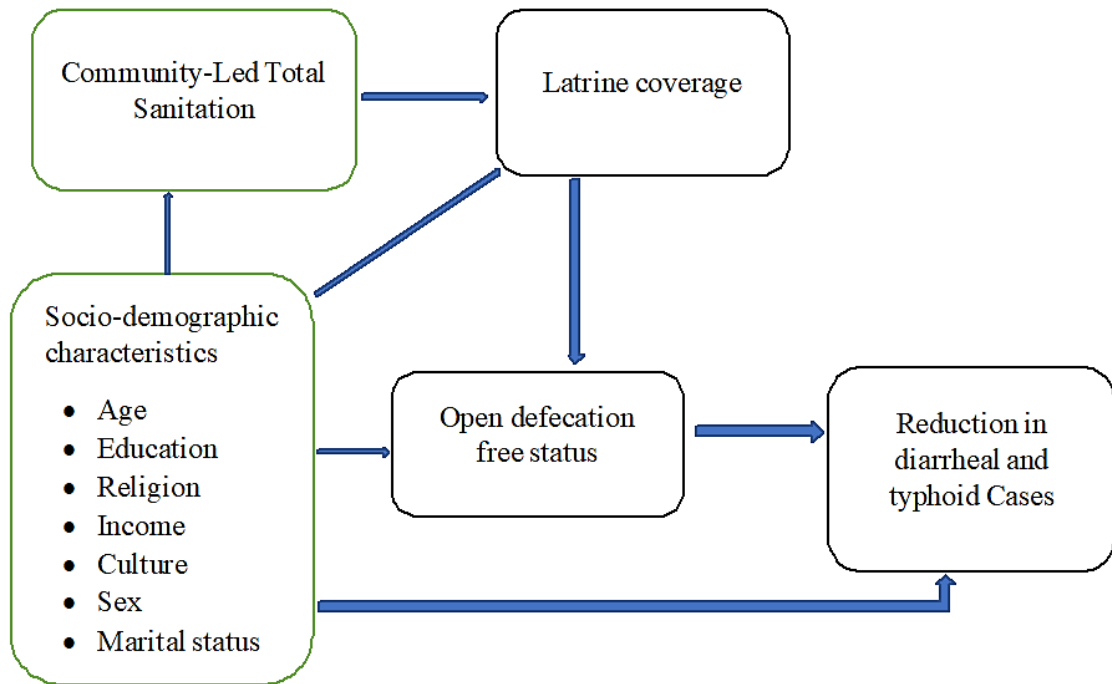 Community-Led Total
Sanitation
Latrine coverage
Socio-demographic
characteristics
• Age
• Education
• Religion
• Income
• Culture
• Sex
• Marital status
Open defecation
free status
Reduction in
diarrheal and
typhoid Cases